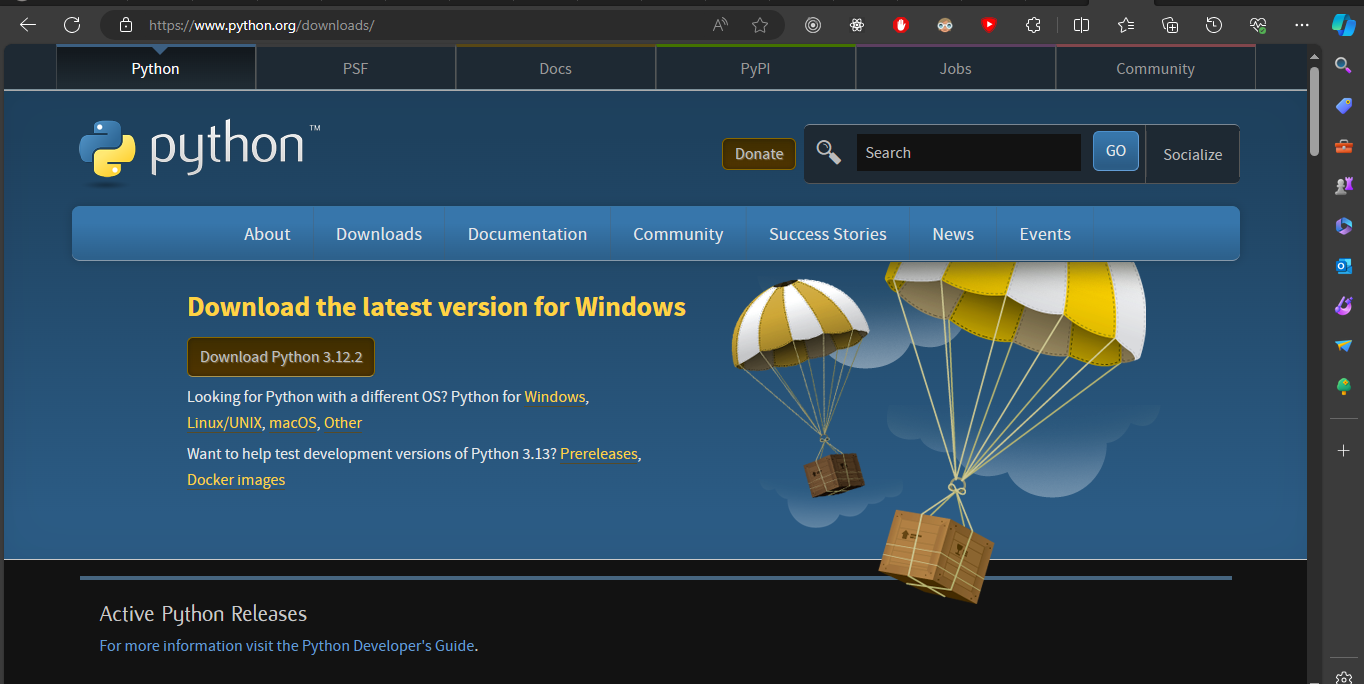 https://www.python.org/downloads/
Python
PSF
Docs
PyPI
Jobs
Community
python™
Donate
Search
GO
Socialize
About
Downloads
Documentation
Community
Success Stories
News
Events
Download the latest version for Windows
Download Python 3.12.2
Looking for Python with a different OS? Python for Windows,
Linux/UNIX, macOS, Other
Want to help test development versions of Python 3.13? Prereleases,
Docker images
Active Python Releases
For more information visit the Python Developer's Guide.